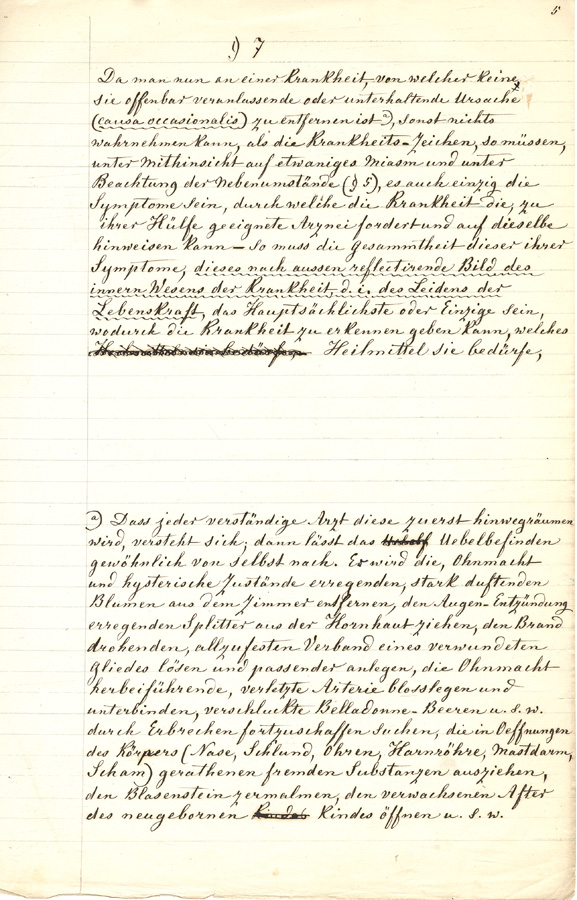 5
§ 7
Da man nun an einer Krankheit, von welcher keine
sie offenbar veranlassende oder unterhaltende Ursache
(causa occasionalis) zu entfernen ist a), sonst nichts
wahrnehmen kann, als die Krankheits-Zeichen, so müssen,
unter Mithinsicht auf etwaniges Miasm und unter
Beachtung der Nebenumstände (§ 5), es auch einzig die
Symptome sein, durch welche die Krankheit die, zu
ihrer Hülfe geeignete Arznei fordert und auf dieselbe
hinweisen kann – so muss die Gesammtheit dieser ihrer
Symptome, dieses nach aussen reflectirende Bild des
innern Wesens der Krankheit, d. i. des Leidens der
Lebenskraft, das Hauptsächlichste oder Einzige sein,
wodurch die Krankheit zu erkennen geben kann, welches
Heilmittel sie bedürfe,
a) Dass jeder verständige Arzt diese zuerst hinwegräumen
wird, versteht sich; dann lässt das Uebelbefinden
gewöhnlich von selbst nach. Er wird die, Ohnmacht
und hysterische Zustände erregenden, stark duftenden
Blumen aus dem Zimmer entfernen, den Augen-Entzündung
erregenden Splitter aus der Hornhaut ziehen, den Brand
drohenden, allzufesten Verband eines verwundeten
Gliedes lösen und passender anlegen, die Ohnmacht
herbeiführende, verletzte Arterie blosslegen und
unterbinden, verschluckte Belladonne-Beeren u. s. w.
durch Erbrechen fortzuschaffen suchen, die in Oeffnungen
des Körpers (Nase, Schlund, Ohren, Harnröhre, Mastdarm,
Scham) gerathenen fremden Substanzen ausziehen,
den Blasenstein zermalmen, den verwachsenen After
des neugebornen Kindes Kindes öffnen u. s. w.